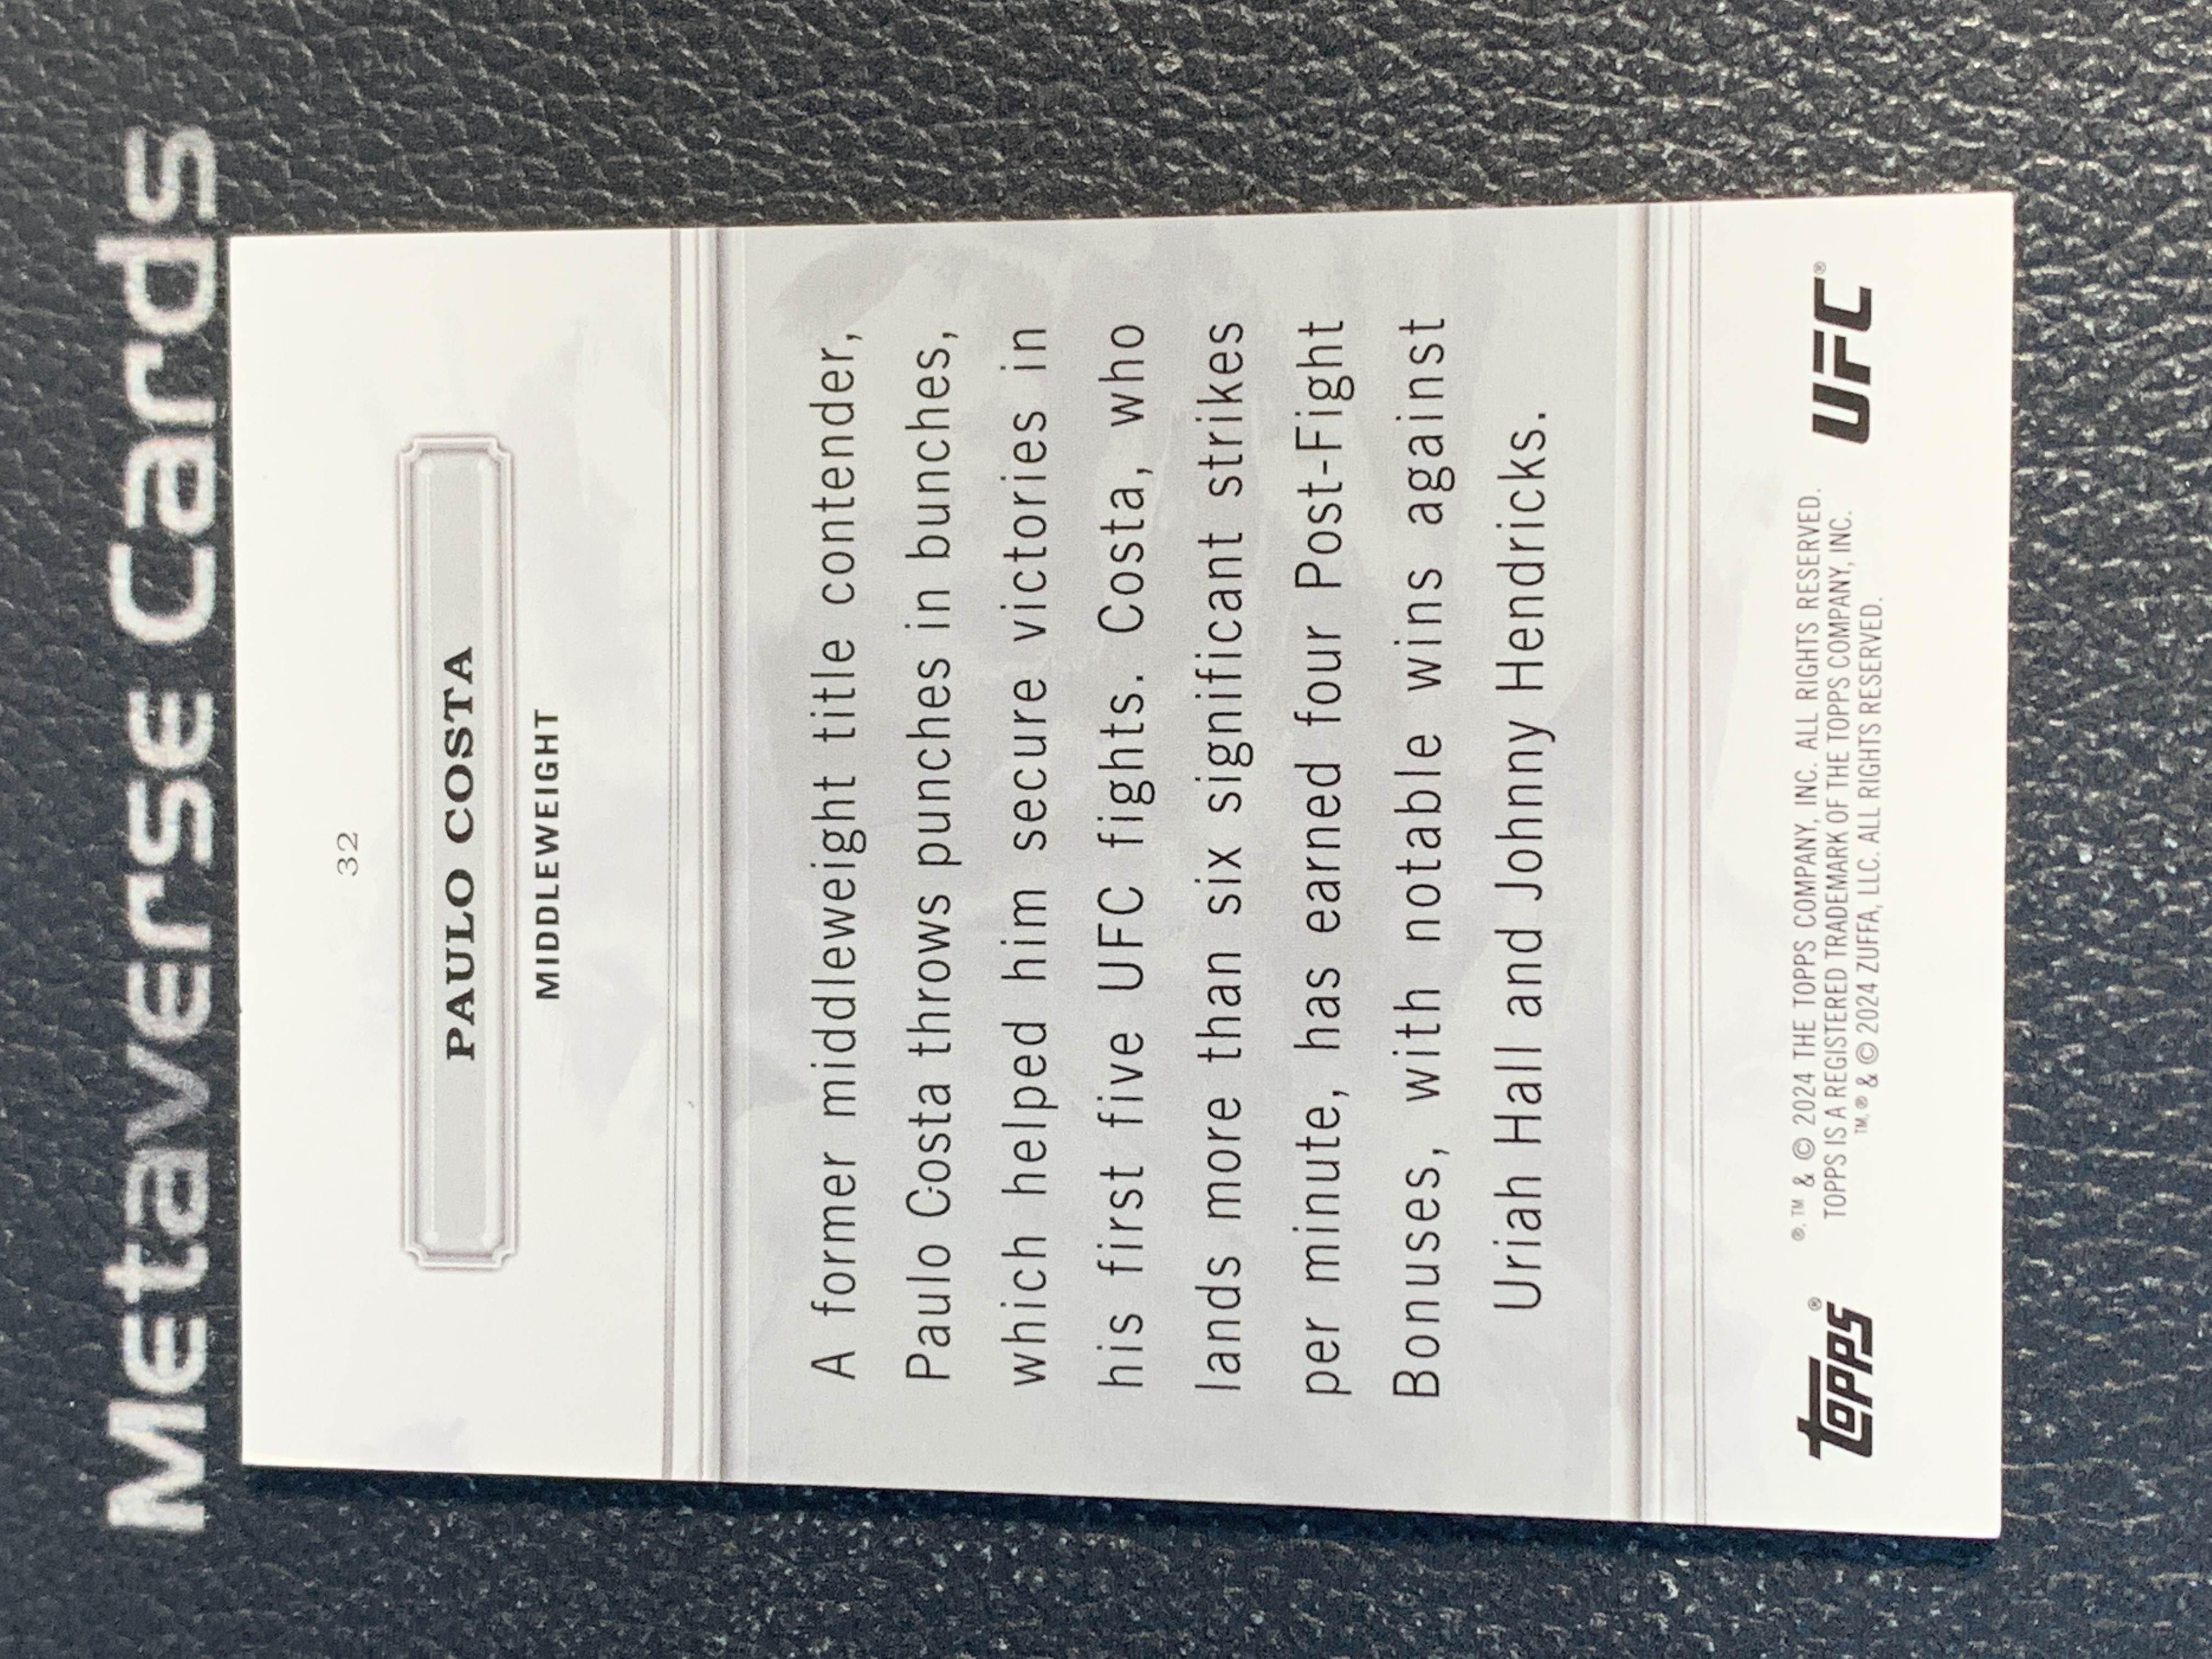 Metaverse Cards
32
PAULO COSTA
MIDDLEWEIGHT
A former middleweight title contender,
Paulo Costa throws punches in bunches,
which helped him secure victories in
his first five UFC fights. Costa, who
lands more than six significant strikes
per minute, has earned four Post-Fight
Bonuses, with notable wins against
Uriah Hall and Johnny Hendricks.
topps®
®, ™ & © 2024 THE TOPPS COMPANY, INC. ALL RIGHTS RESERVED.
TOPPS IS A REGISTERED TRADEMARK OF THE TOPPS COMPANY, INC.
™, ® & © 2024 ZUFFA, LLC. ALL RIGHTS RESERVED.
UFC®